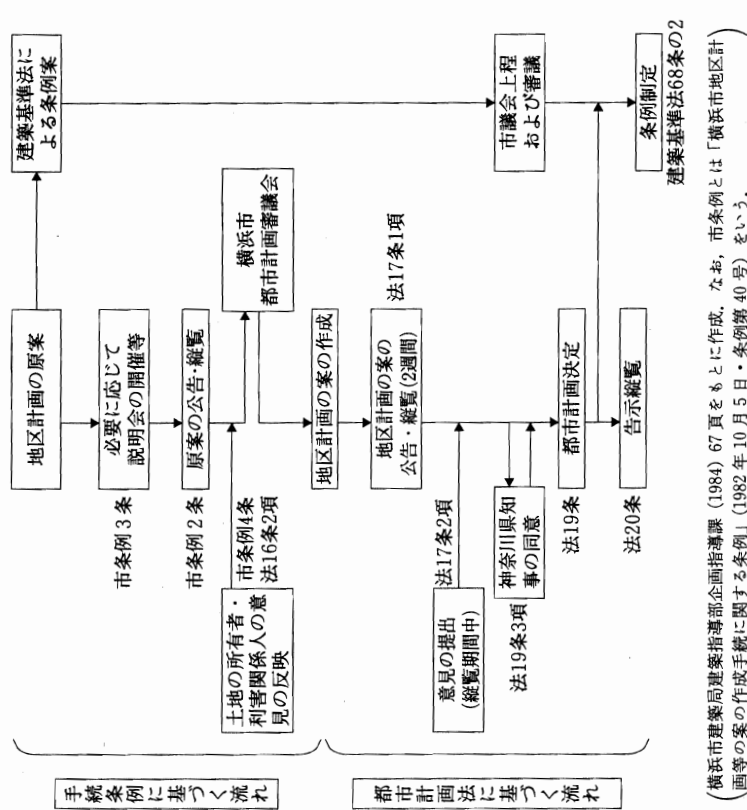 手続条例に基づく流れ
都市計画法に基づく流れ
地区計画の原案
建築基準法に
よる条例案
市条例3条
必要に応じて
説明会の開催等
市条例2条
原案の公告・縦覧
土地の所有者・
利害関係人の意
見の反映
市条例4条
法16条2項
横浜市
都市計画審議会
地区計画の案の作成
地区計画の案の
公告・縦覧(2週間)
法17条1項
意見の提出
(縦覧期間中)
法17条2項
法19条3項
神奈川県知
事の同意
法19条
都市計画決定
市議会上程
および審議
法20条
告示縦覧
条例制定
建築基準法68条の2
(横浜市建築局建築指導部企画指導課(1984)67頁をもとに作成.なお,市条例とは「横浜市地区計
画等の案の作成手続に関する条例」(1982年10月5日・条例第40号)をいう.)